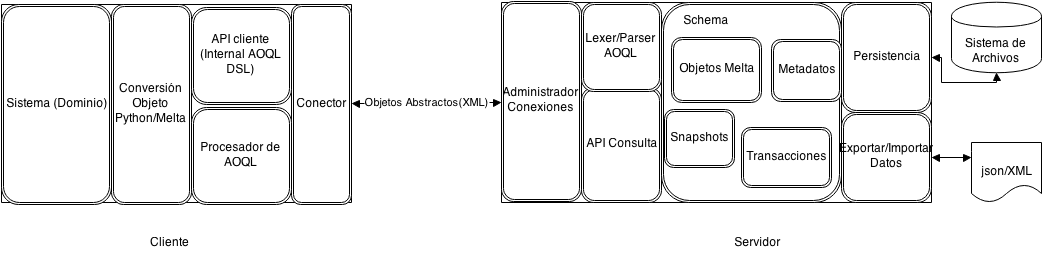 Sistema (Dominio)
Conversión
Objeto
Python/Melta
API cliente
(Internal AOQL
DSL)
Procesador de
AOQL
Conector
Objetos Abstractos(XML)
Administrador
Conexiones
Lexer/Parser
AOQL
API Consulta
Schema
Objetos Melta
Metadatos
Snapshots
Transacciones
Persistencia
Exportar/Importar
Datos
Sistema de
Archivos
json/XML
Cliente
Servidor